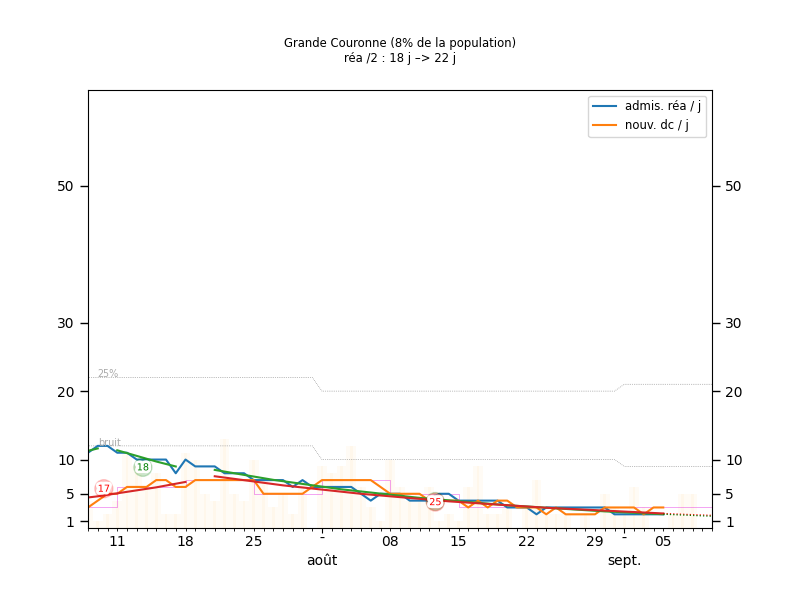 Grande Couronne (8% de la population)
réa /2 : 18 j –> 22 j
admis. réa / j
nouv. dc / j
50 50
30 30
25%
20 20
bruit
18
10 10
17
25
5 5
1 1
11 18 25 - 08 15 22 29 - 05
août sept.